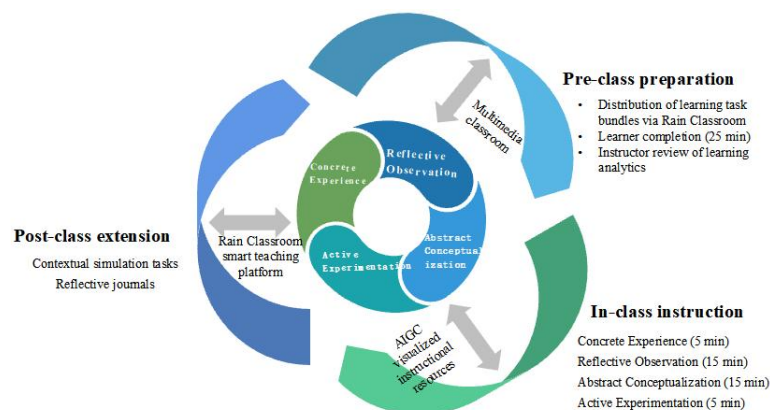 Pre-class preparation
• Distribution of learning task
bundles via Rain Classroom
• Learner completion (25 min)
• Instructor review of learning
analytics
Multimedia
classroom
Reflective
Observation
Concrete
Experience
Abstract
Conceptual
ization
Active
Experimentation
Post-class extension
Contextual simulation tasks
Reflective journals
Rain Classroom
smart teaching
platform
AIGC
visualized
instructional
resources
In-class instruction
Concrete Experience (5 min)
Reflective Observation (15 min)
Abstract Conceptualization (15 min)
Active Experimentation (5 min)